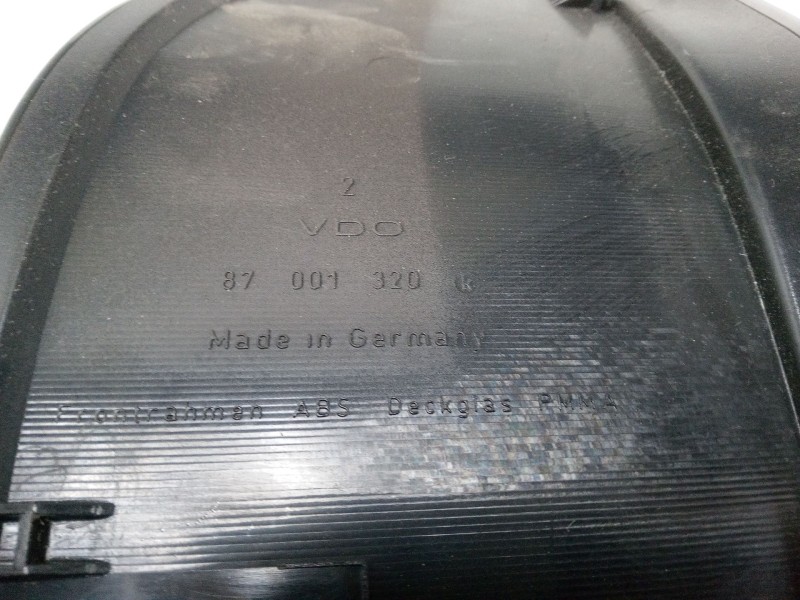 2
VDO
87 001 320 k
Made in Germany
Frontrahmen ABS Deckglas PMMA